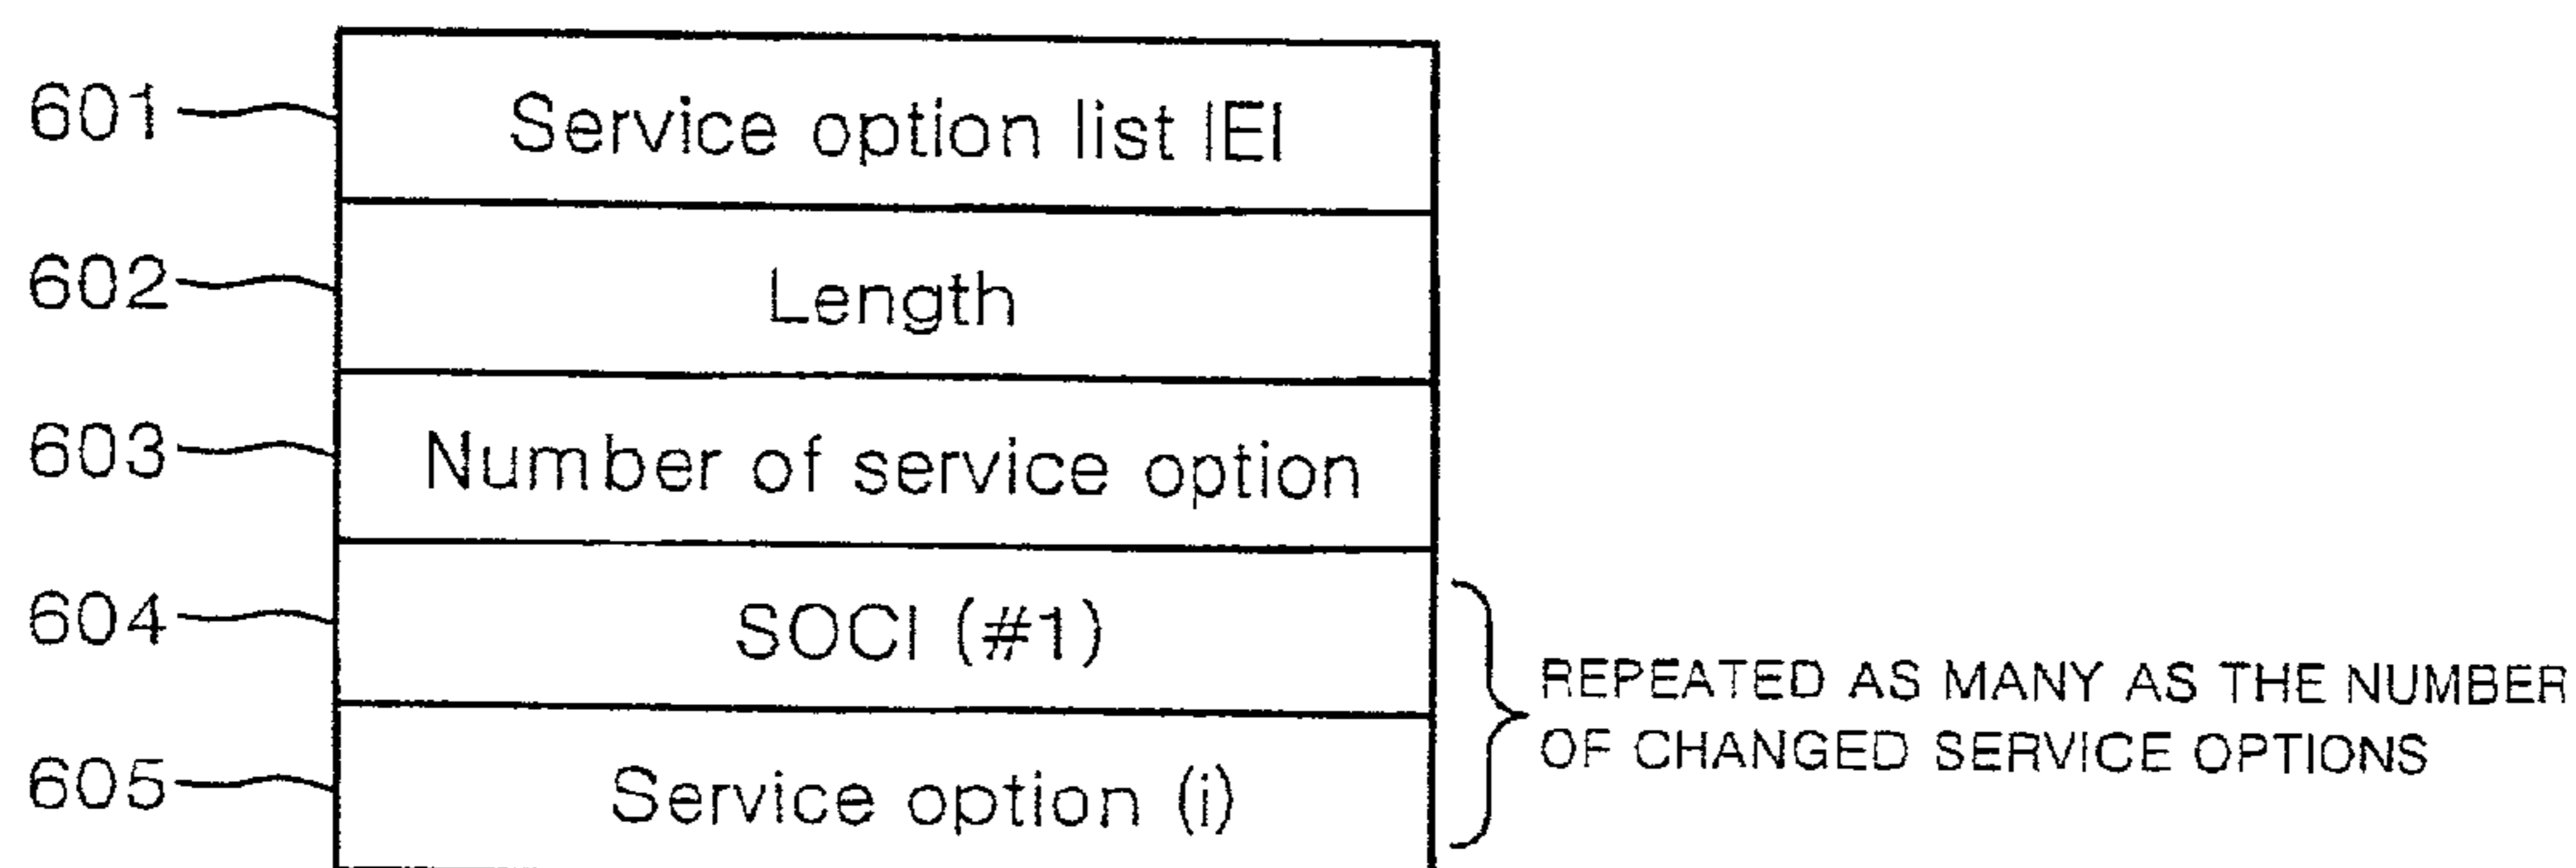 601 Service option list IEI
602 Length
603 Number of service option
604 SOCI (#1)
REPEATED AS MANY AS THE NUMBER
OF CHANGED SERVICE OPTIONS
605 Service option (i)